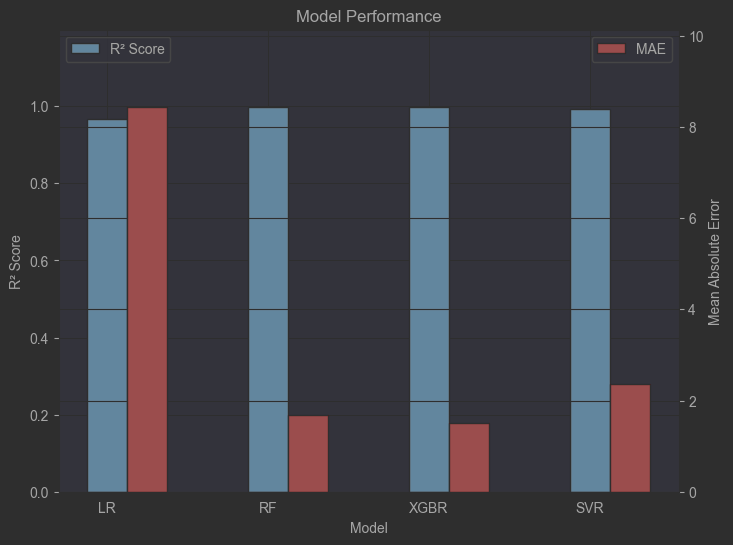 Model Performance
R² Score
MAE
R² Score
1.0
0.8
0.6
0.4
0.2
0.0
10
8
6
4
2
0
Mean Absolute Error
LR RF XGBR SVR
Model